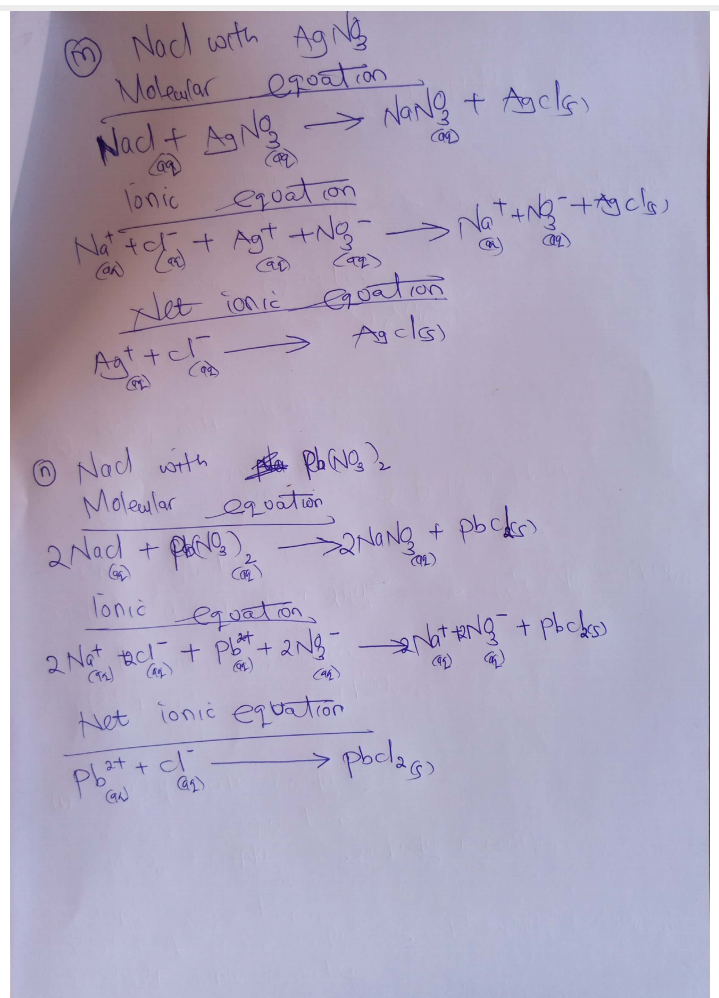 (m) Nacl with AgNO3
Molecular equation
Nacl(aq) + AgNO3(aq) → NaNO3(aq) + Agcl(s)
Ionic equation
Na+(aq) + cl-(aq) + Ag+(aq) + NO3-(aq) → Na+(aq) + NO3-(aq) + Agcl(s)
Net ionic equation
Ag+(aq) + cl-(aq) → Agcl(s)
(n) Nacl with Pb(NO3)2
Molecular equation
2Nacl(aq) + Pb(NO3)2(aq) → 2NaNO3(aq) + pbcl2(s)
Ionic equation
2Na+(aq) + 2cl-(aq) + Pb2+(aq) + 2NO3-(aq) → 2Na+(aq) + 2NO3-(aq) + pbcl2(s)
Net ionic equation
Pb2+(aq) + cl-(aq) → pbcl2(s)